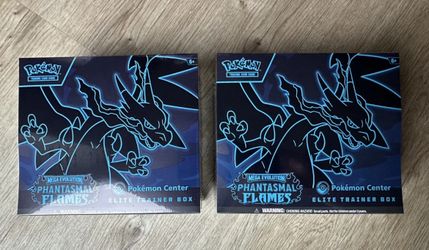 POKÉMON
TRADING CARD GAME
6+
MEGA EVOLUTION
PHANTASMAL
FLAMES
Pokémon Center
ELITE TRAINER BOX
POKÉMON
TRADING CARD GAME
6+
MEGA EVOLUTION
PHANTASMAL
FLAMES
Pokémon Center
ELITE TRAINER BOX
WARNING: